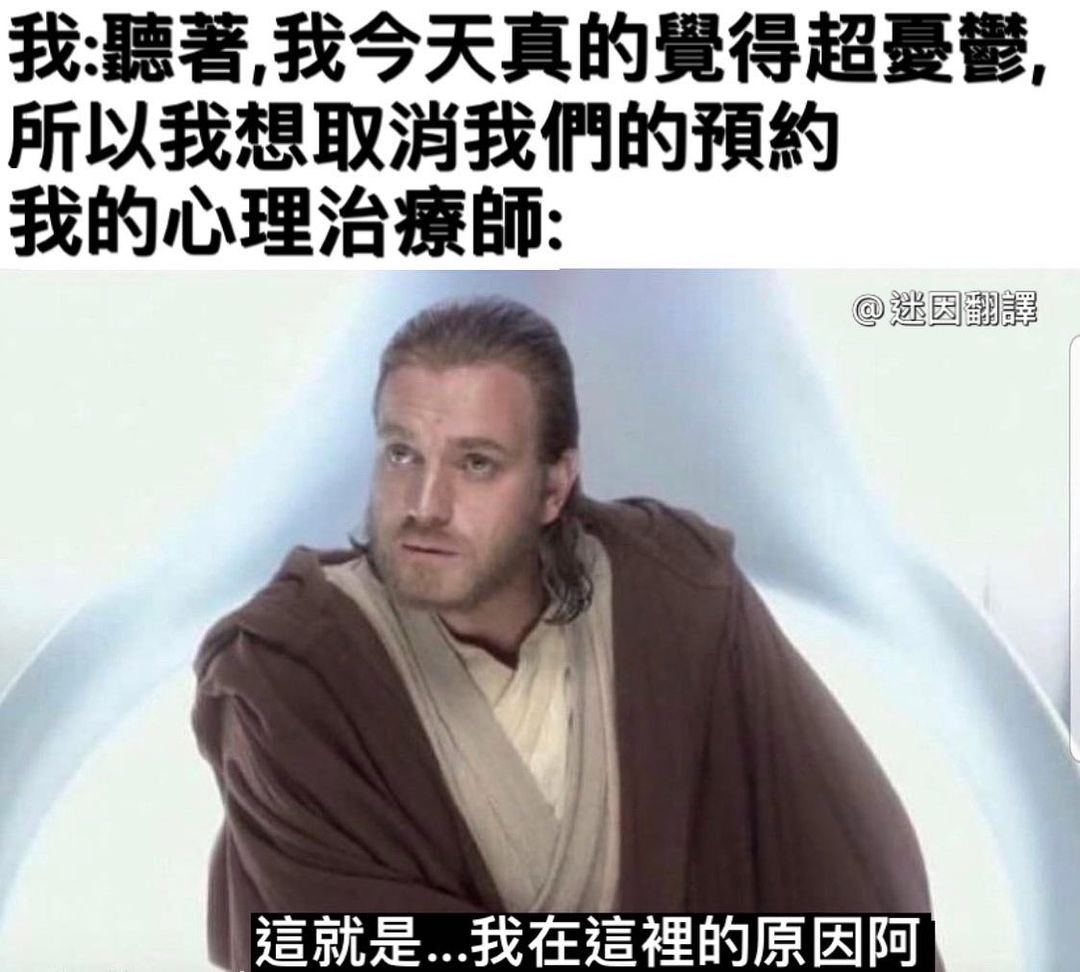 我:聽著,我今天真的覺得超憂鬱,
所以我想取消我們的預約
我的心理治療師:
@迷因翻譯
這就是...我在這裡的原因阿